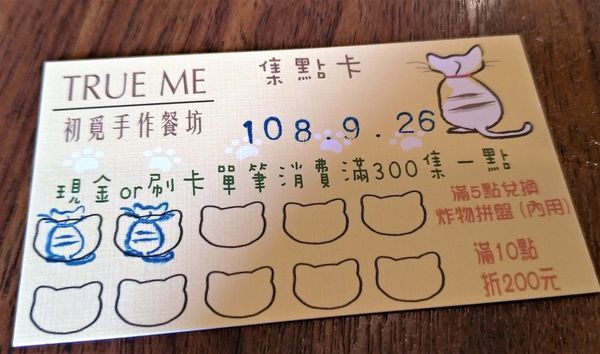 TRUE ME
集點卡
初覓手作餐坊
108.9.26
現金or刷卡單筆消費滿300集一點
滿5點兌換
炸物拼盤(內用)
滿10點
折200元